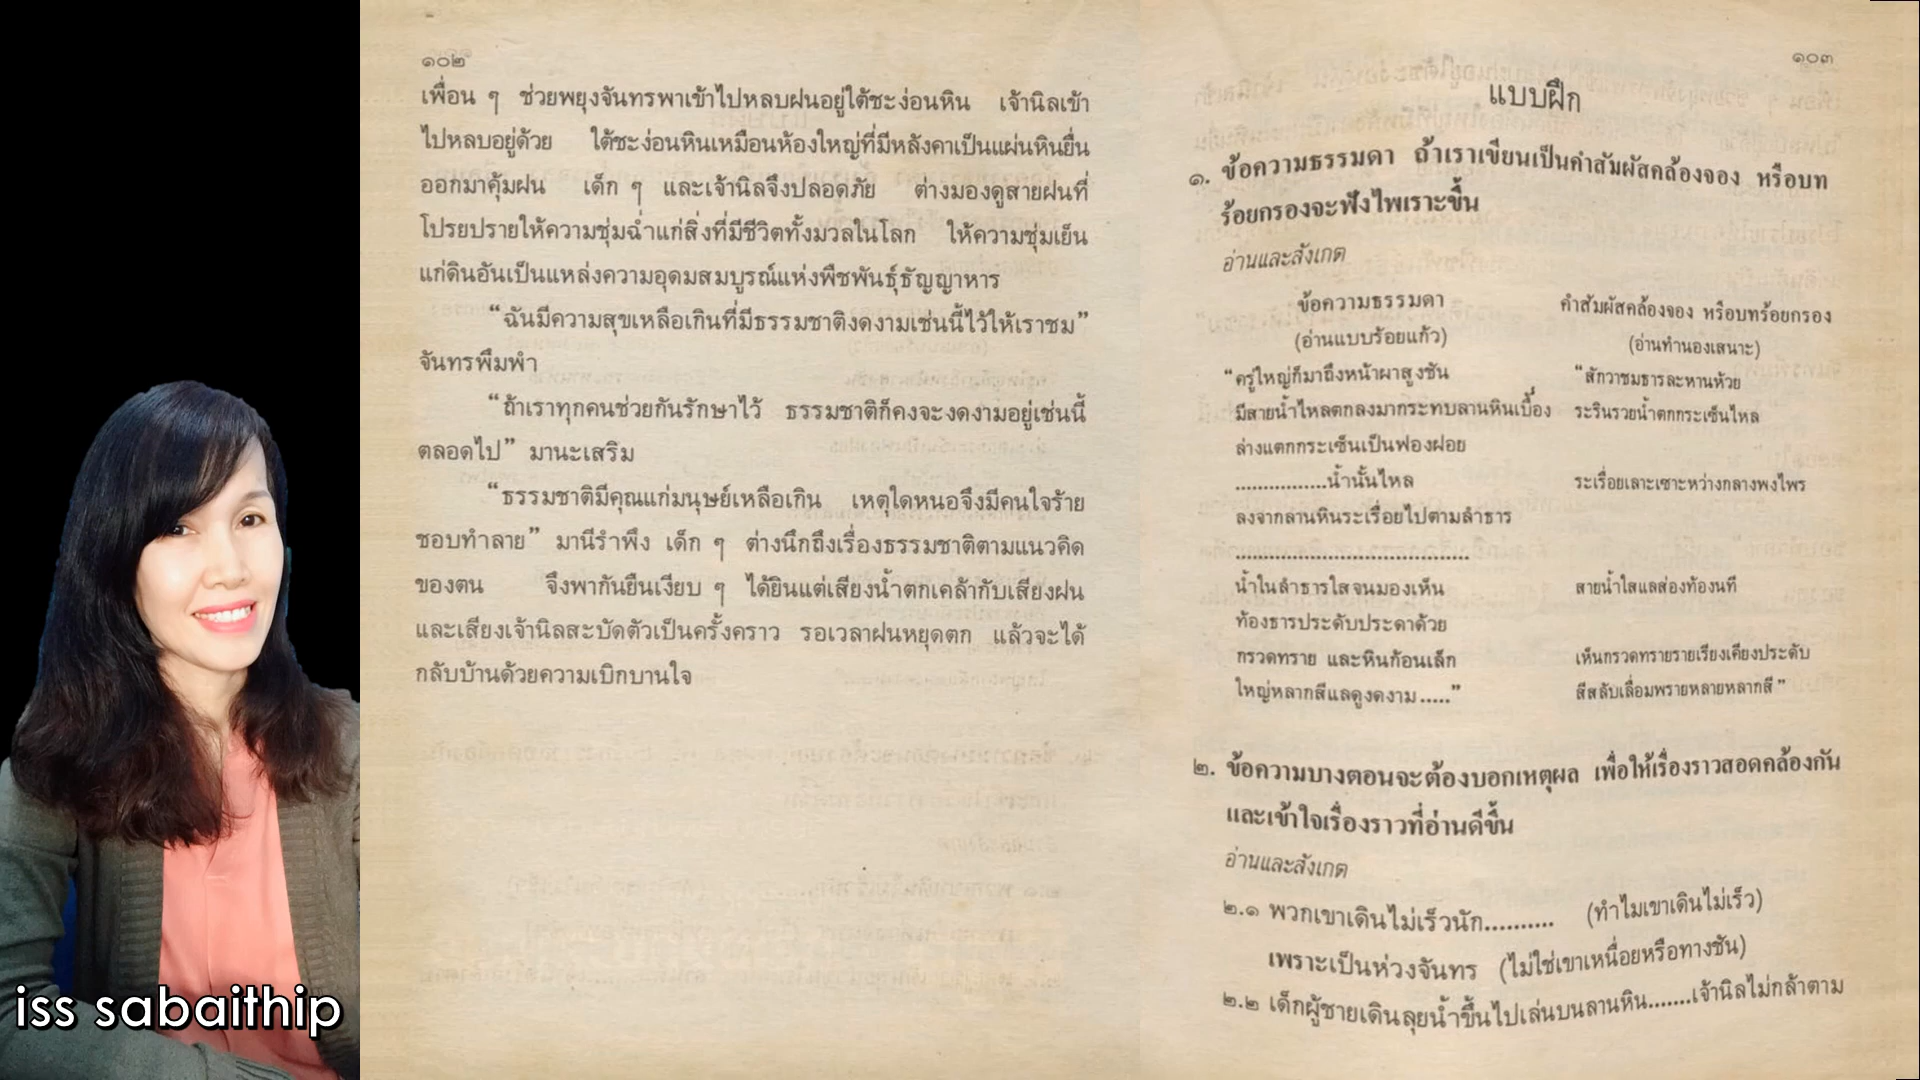 ๑๐๒
เพื่อน ๆ ช่วยพยุงจันทรพาเข้าไปหลบฝนอยู่ใต้ชะง่อนหิน เจ้านิลเข้า
ไปหลบอยู่ด้วย ใต้ชะง่อนหินเหมือนห้องใหญ่ที่มีหลังคาเป็นแผ่นหินยื่น
ออกมาคุ้มฝน เด็ก ๆ และเจ้านิลจึงปลอดภัย ต่างมองดูสายฝนที่
โปรยปรายให้ความชุ่มฉ่ำแก่สิ่งที่มีชีวิตทั้งมวลในโลก ให้ความชุ่มเย็น
แก่ดินอันเป็นแหล่งความอุดมสมบูรณ์แห่งพืชพันธุ์ธัญญาหาร
“ฉันมีความสุขเหลือเกินที่มีธรรมชาติงดงามเช่นนี้ไว้ให้เราชม”
จันทรพึมพำ
“ถ้าเราทุกคนช่วยกันรักษาไว้ ธรรมชาติก็คงจะงดงามอยู่เช่นนี้
ตลอดไป” มานะเสริม
“ธรรมชาติมีคุณแก่มนุษย์เหลือเกิน เหตุใดหนอจึงมีคนใจร้าย
ชอบทำลาย” มานีรำพึง เด็ก ๆ ต่างนึกถึงเรื่องธรรมชาติตามแนวคิด
ของตน จึงพากันยืนเงียบ ๆ ได้ยินแต่เสียงน้ำตกเคล้ากับเสียงฝน
และเสียงเจ้านิลสะบัดตัวเป็นครั้งคราว รอเวลาฝนหยุดตก แล้วจะได้
กลับบ้านด้วยความเบิกบานใจ
๑๐๓
แบบฝึก
๑. ข้อความธรรมดา ถ้าเราเขียนเป็นคำสัมผัสคล้องจอง หรือบท
ร้อยกรองจะฟังไพเราะขึ้น
อ่านและสังเกต
ข้อความธรรมดา คำสัมผัสคล้องจอง หรือบทร้อยกรอง
(อ่านแบบร้อยแก้ว) (อ่านทำนองเสนาะ)
“ครู่ใหญ่ก็มาถึงหน้าผาสูงชัน “สักวาชมธารละหานห้วย
มีสายน้ำไหลตกลงมากระทบลานหินเบื้อง ระรินรวยน้ำตกกระเซ็นไหล
ล่างแตกกระเซ็นเป็นฟองฝอย
................น้ำนั้นไหล ระเรื่อยเลาะเซาะหว่างกลางพงไพร
ลงจากลานหินระเรื่อยไปตามลำธาร
........................................
น้ำในลำธารใสจนมองเห็น สายน้ำใสแลส่องท้องนที
ท้องธารประดับประดาด้วย
กรวดทราย และหินก้อนเล็ก เห็นกรวดทรายรายเรียงเคียงประดับ
ใหญ่หลากสีแลดูงดงาม.....” สีสลับเลื่อมพรายหลายหลากสี”
๒. ข้อความบางตอนจะต้องบอกเหตุผล เพื่อให้เรื่องราวสอดคล้องกัน
และเข้าใจเรื่องราวที่อ่านดีขึ้น
อ่านและสังเกต
๒.๑ พวกเขาเดินไม่เร็วนัก.......... (ทำไมเขาเดินไม่เร็ว)
เพราะเป็นห่วงจันทร (ไม่ใช่เขาเหนื่อยหรือทางชัน)
๒.๒ เด็กผู้ชายเดินลุยน้ำขึ้นไปเล่นบนลานหิน.......เจ้านิลไม่กล้าตาม
iss sabaithip